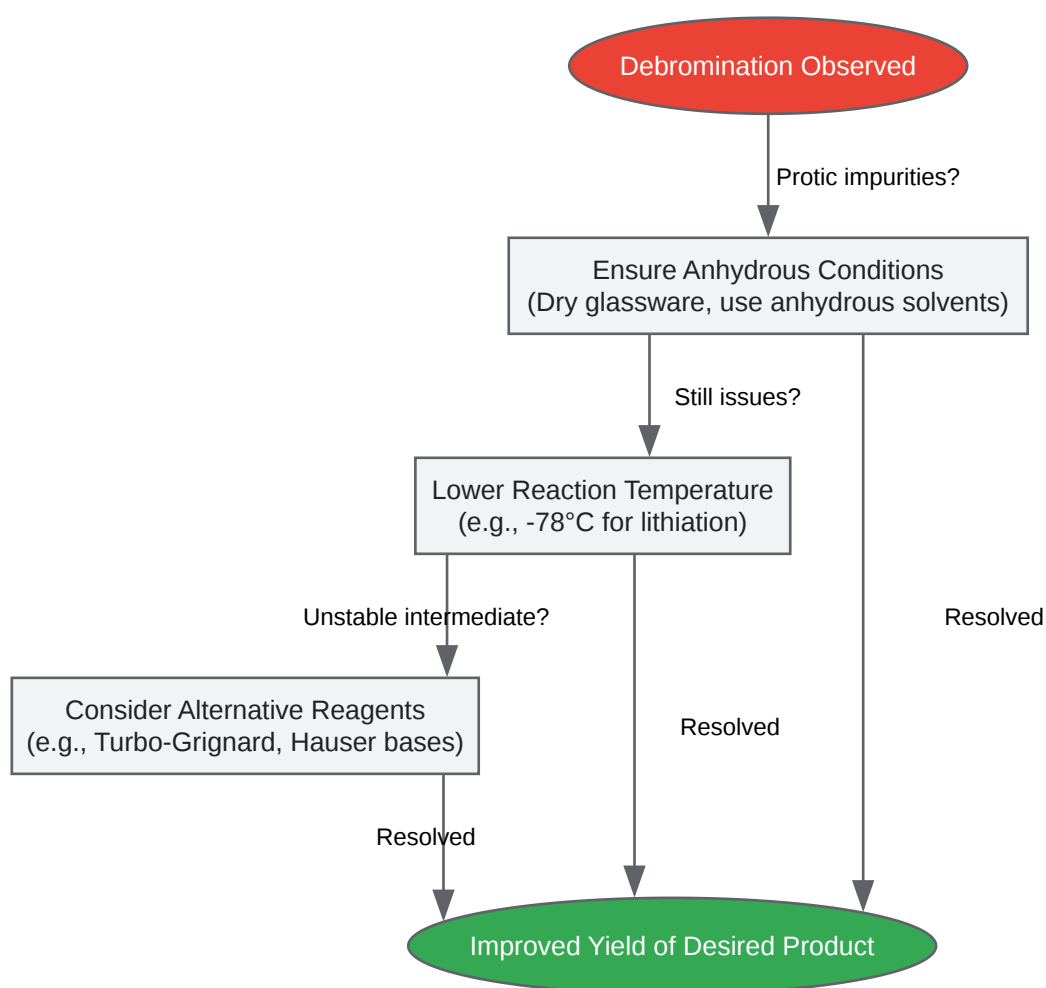 Debromination Observed
Protic impurities?
Ensure Anhydrous Conditions
(Dry glassware, use anhydrous solvents)
Still issues?
Lower Reaction Temperature
(e.g., -78°C for lithiation)
Unstable intermediate?
Resolved
Consider Alternative Reagents
(e.g., Turbo-Grignard, Hauser bases)
Resolved
Resolved
Improved Yield of Desired Product